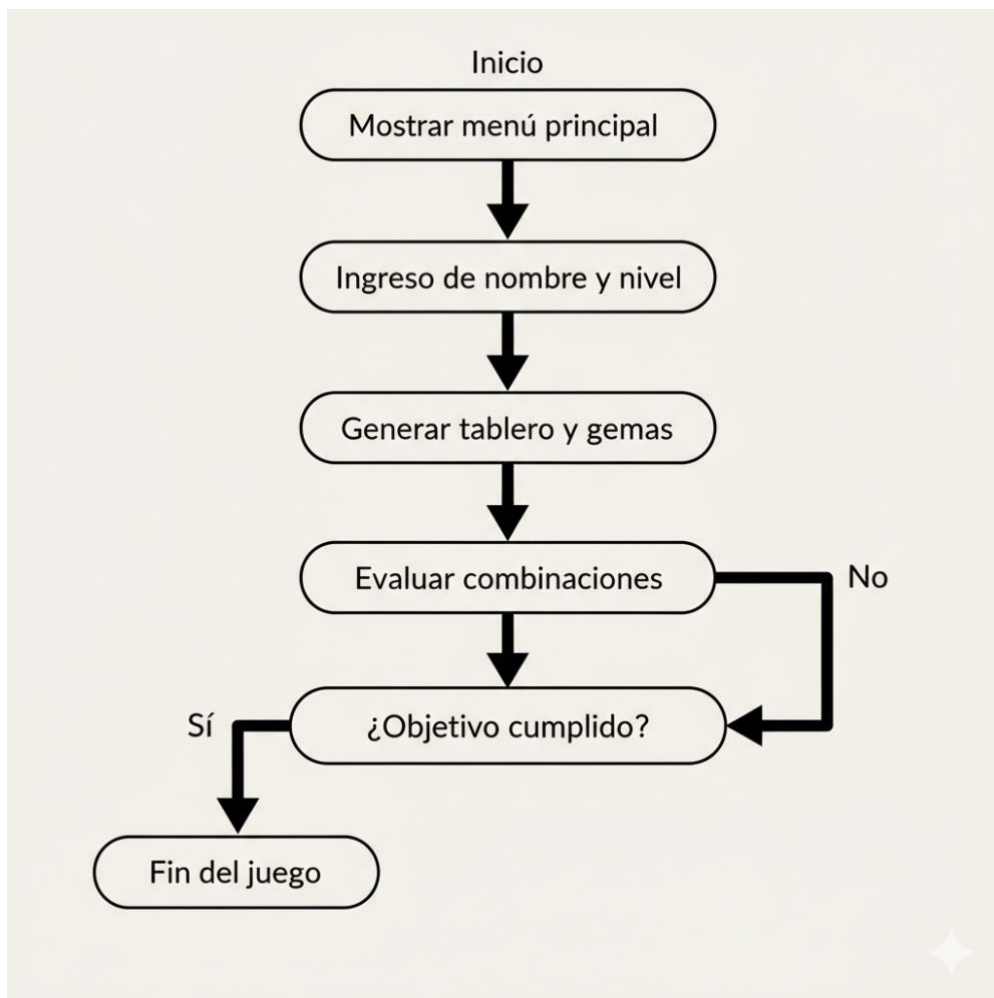 Inicio
Mostrar menú principal
Ingreso de nombre y nivel
Generar tablero y gemas
Evaluar combinaciones
No
Sí
¿Objetivo cumplido?
Fin del juego